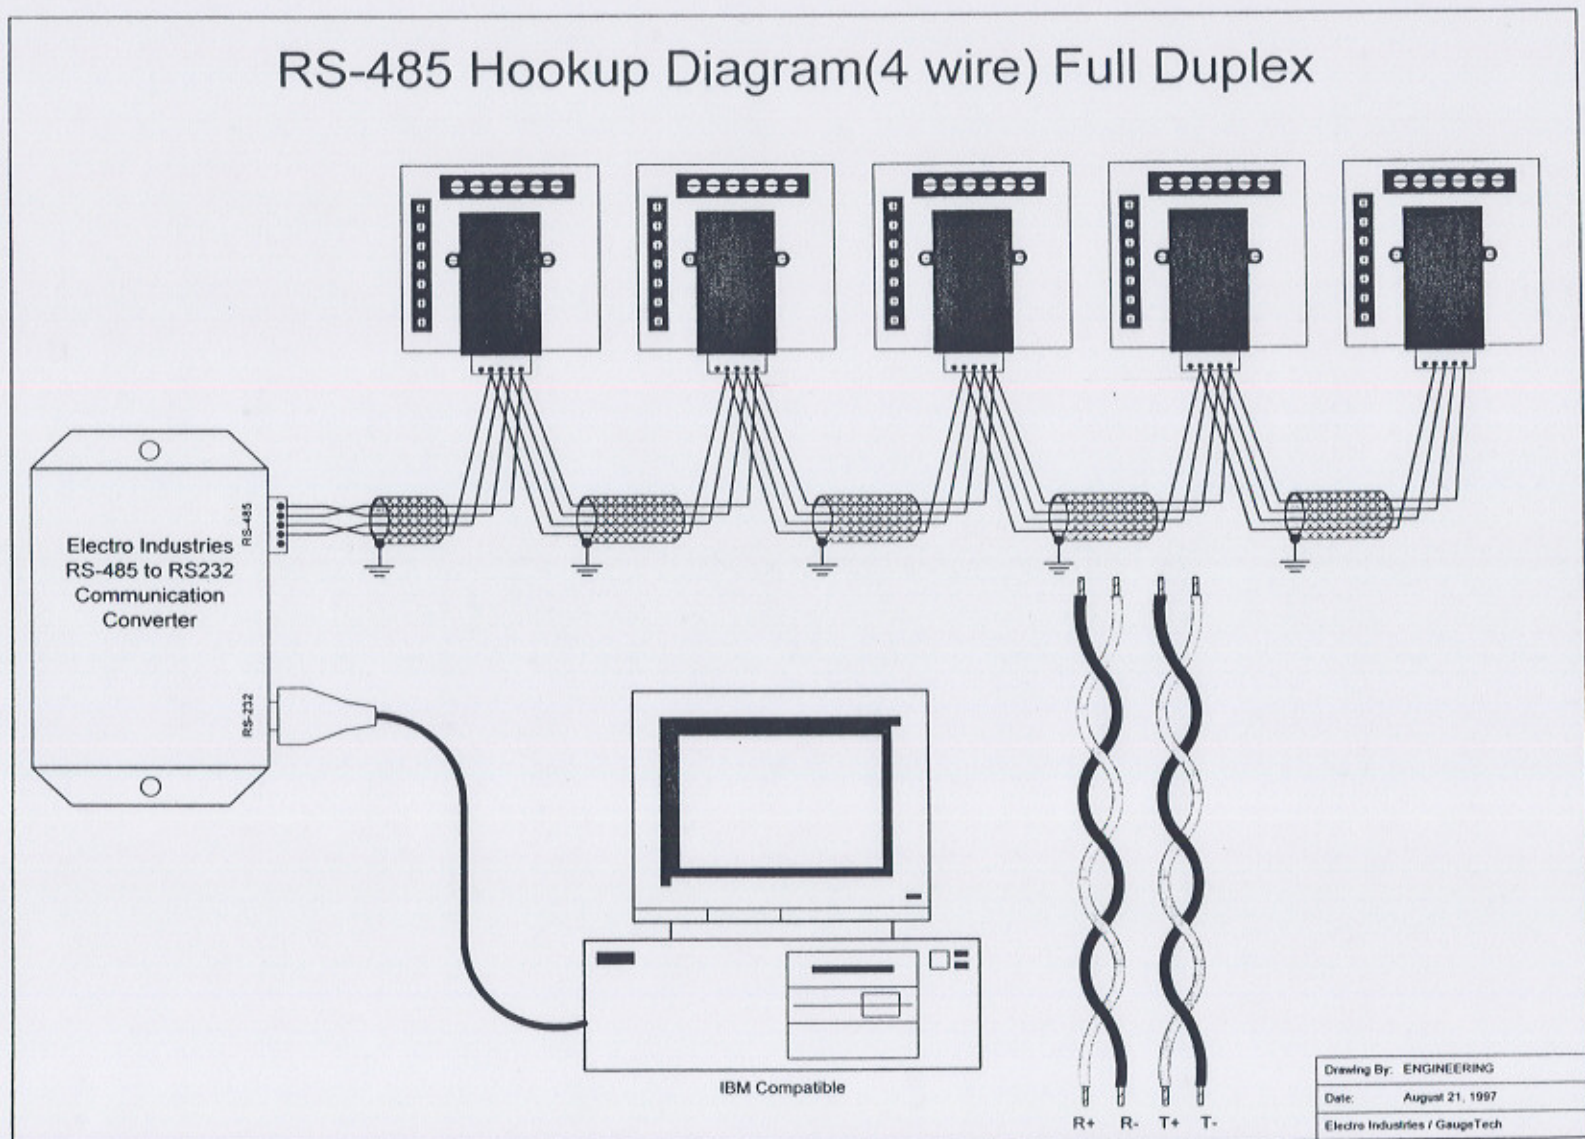 RS-485 Hookup Diagram(4 wire) Full Duplex
RS-485
Electro Industries
RS-485 to RS232
Communication
Converter
RS-232
IBM Compatible
R+ R- T+ T-
Drawing By: ENGINEERING
Date: August 21, 1997
Electro Industries / GaugeTech